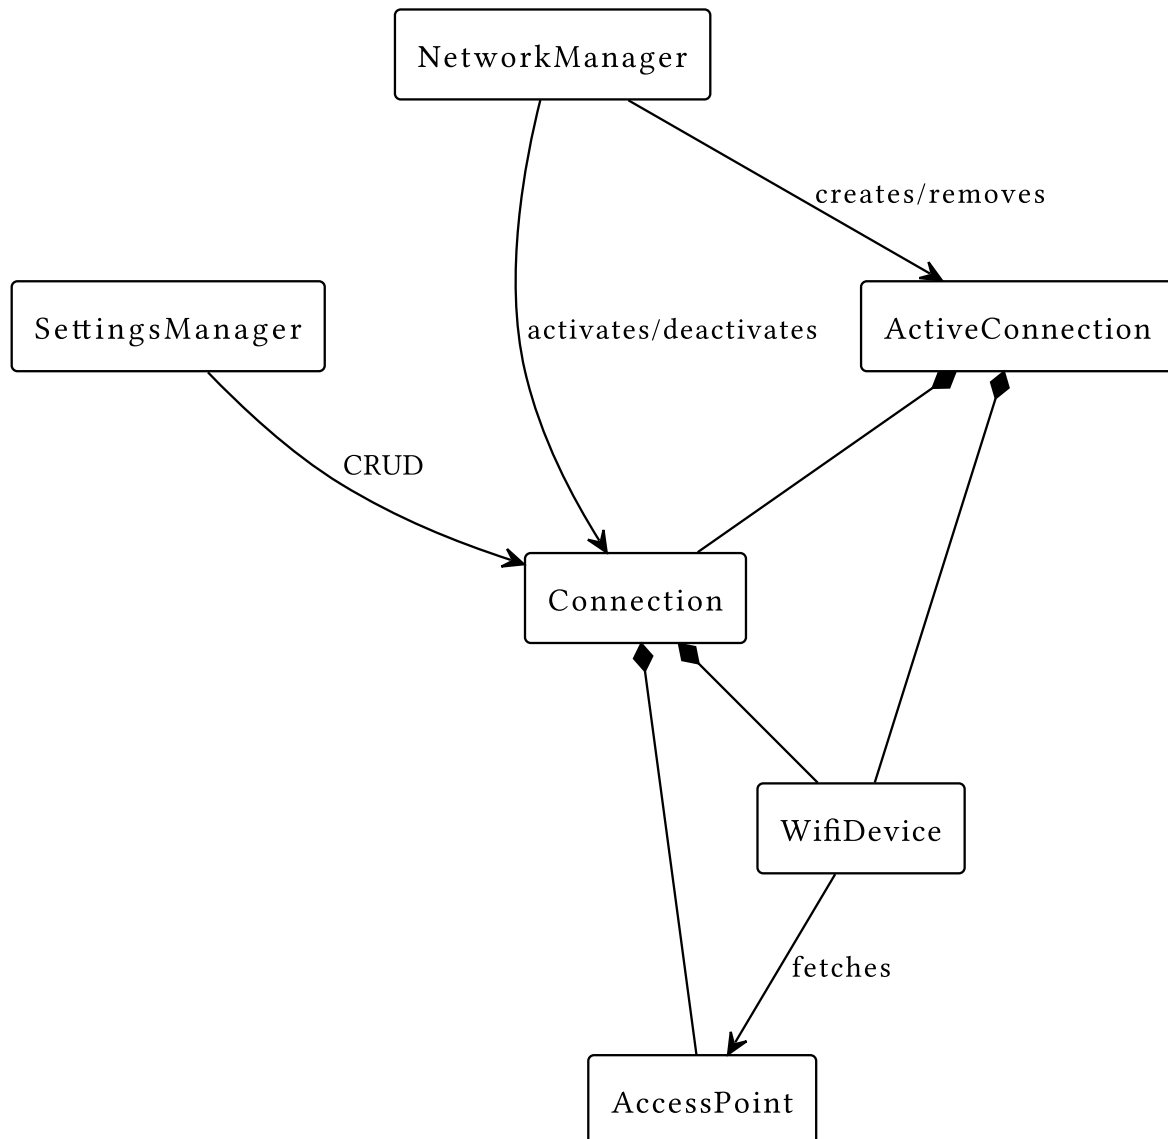 NetworkManager
creates/removes
SettingsManager
activates/deactivates
ActiveConnection
CRUD
Connection
WifiDevice
fetches
AccessPoint